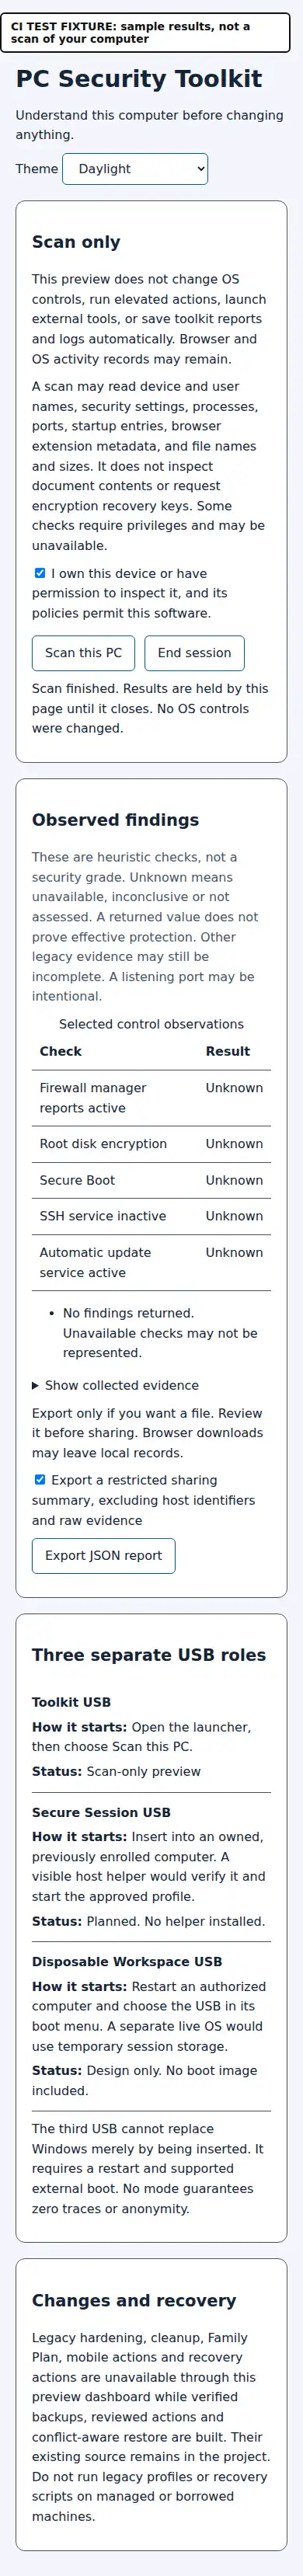 CI TEST FIXTURE: sample results, not a
scan of your computer
PC Security Toolkit
Understand this computer before changing
anything.
Theme Daylight
Scan only
This preview does not change OS
controls, run elevated actions, launch
external tools, or save toolkit reports
and logs automatically. Browser and
OS activity records may remain.
A scan may read device and user
names, security settings, processes,
ports, startup entries, browser
extension metadata, and file names
and sizes. It does not inspect
document contents or request
encryption recovery keys. Some
checks require privileges and may be
unavailable.
I own this device or have
permission to inspect it, and its
policies permit this software.
Scan this PC End session
Scan finished. Results are held by this
page until it closes. No OS controls
were changed.
Observed findings
These are heuristic checks, not a
security grade. Unknown means
unavailable, inconclusive or not
assessed. A returned value does not
prove effective protection. Other
legacy evidence may still be
incomplete. A listening port may be
intentional.
Selected control observations
Check Result
Firewall manager Unknown
reports active
Root disk encryption Unknown
Secure Boot Unknown
SSH service inactive Unknown
Automatic update Unknown
service active
• No findings returned.
Unavailable checks may not be
represented.
Show collected evidence
Export only if you want a file. Review
it before sharing. Browser downloads
may leave local records.
Export a restricted sharing
summary, excluding host identifiers
and raw evidence
Export JSON report
Three separate USB roles
Toolkit USB
How it starts: Open the launcher,
then choose Scan this PC.
Status: Scan-only preview
Secure Session USB
How it starts: Insert into an owned,
previously enrolled computer. A
visible host helper would verify it and
start the approved profile.
Status: Planned. No helper installed.
Disposable Workspace USB
How it starts: Restart an authorized
computer and choose the USB in its
boot menu. A separate live OS would
use temporary session storage.
Status: Design only. No boot image
included.
The third USB cannot replace
Windows merely by being inserted. It
requires a restart and supported
external boot. No mode guarantees
zero traces or anonymity.
Changes and recovery
Legacy hardening, cleanup, Family
Plan, mobile actions and recovery
actions are unavailable through this
preview dashboard while verified
backups, reviewed actions and
conflict-aware restore are built. Their
existing source remains in the project.
Do not run legacy profiles or recovery
scripts on managed or borrowed
machines.